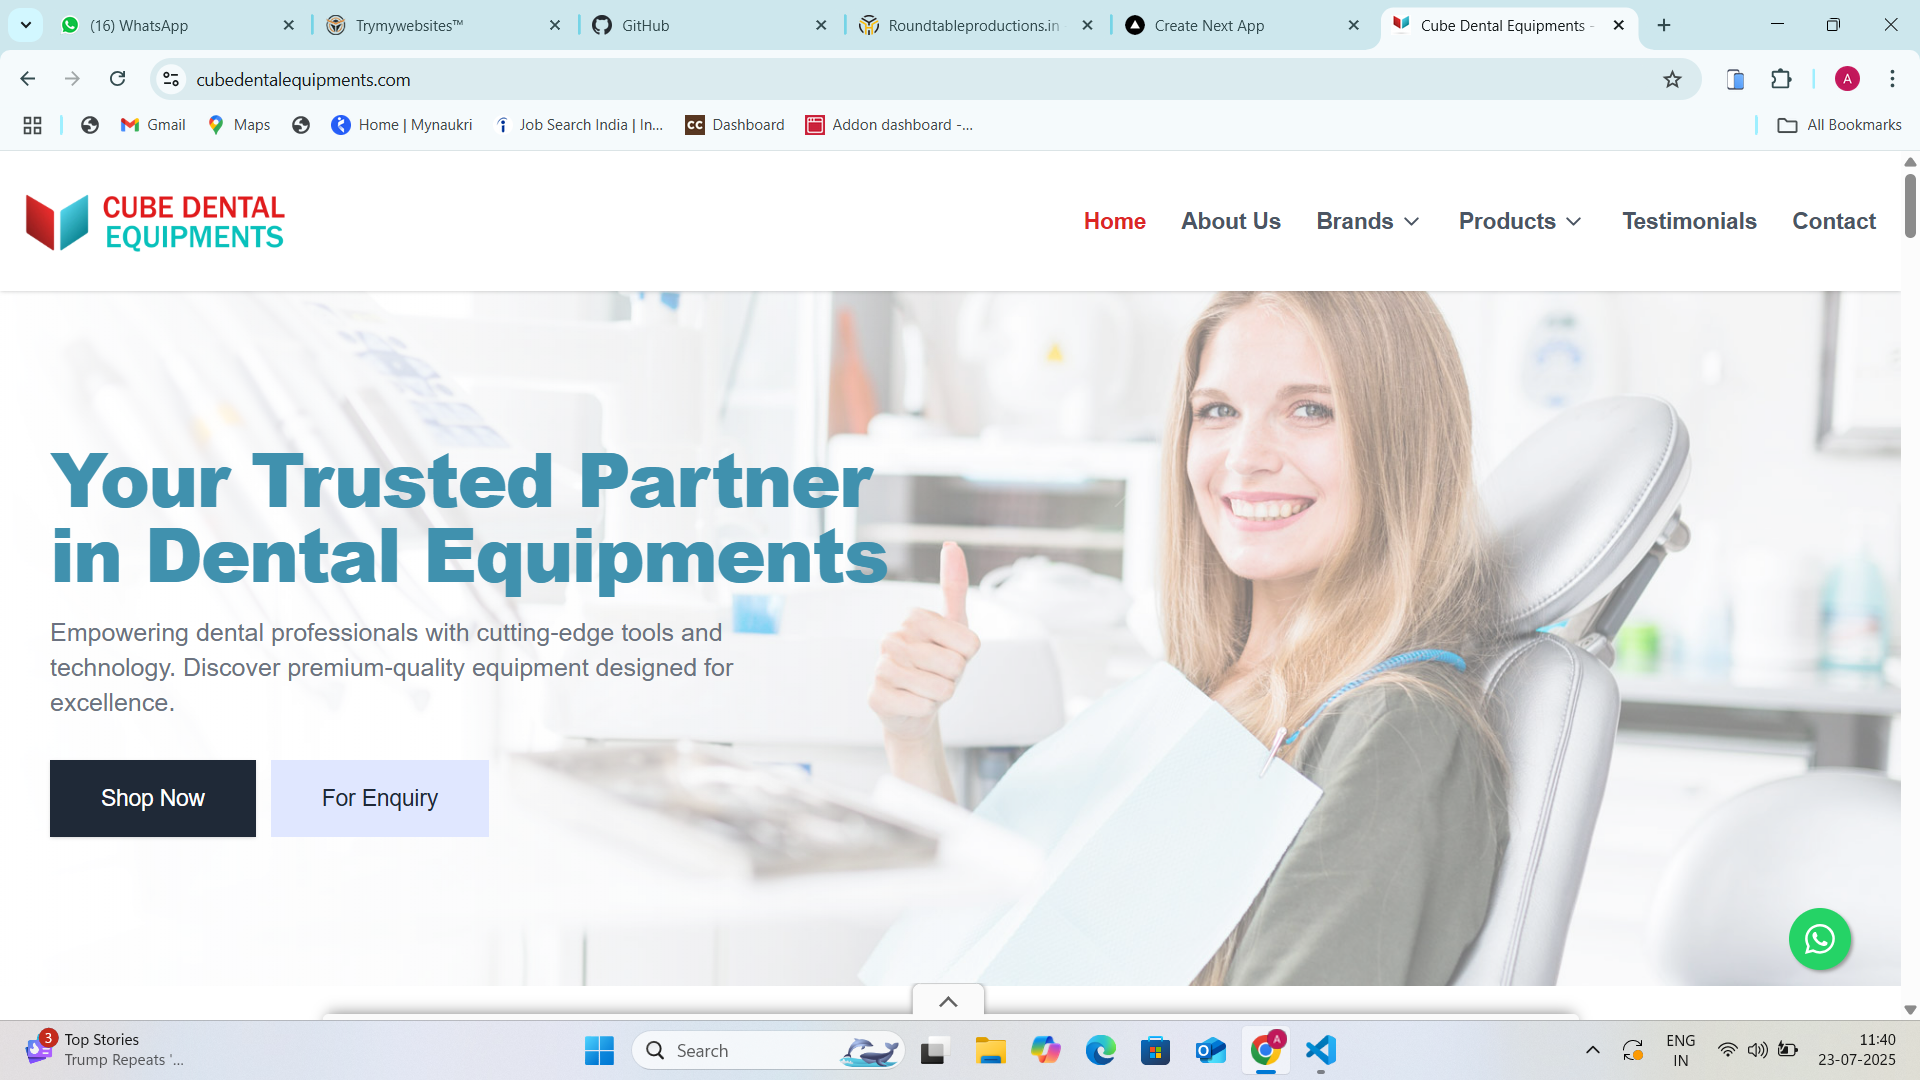 (16) WhatsApp
Trymywebsites™
GitHub
Roundtableproductions.in -
Create Next App
Cube Dental Equipments -
cubedentalequipments.com
A
Gmail
Maps
Home | Mynaukri
Job Search India | In...
CC
Dashboard
Addon dashboard -...
All Bookmarks
CUBE DENTAL
EQUIPMENTS
Home
About Us
Brands
Products
Testimonials
Contact
Your Trusted Partner
in Dental Equipments
Empowering dental professionals with cutting-edge tools and
technology. Discover premium-quality equipment designed for
excellence.
Shop Now
For Enquiry
3
Top Stories
Trump Repeats '...
Search
A
ENG
IN
11:40
23-07-2025